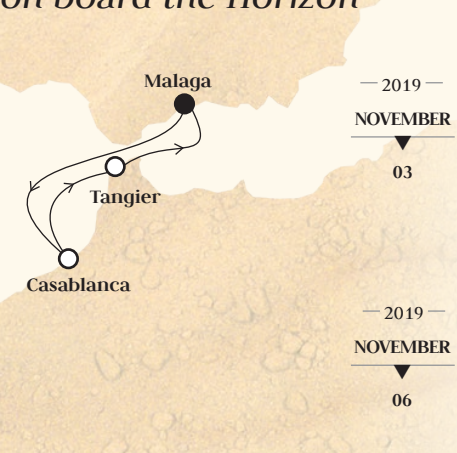 on board the Horizon
Malaga
Tangier
Casablanca
2019
NOVEMBER
03
2019
NOVEMBER
06